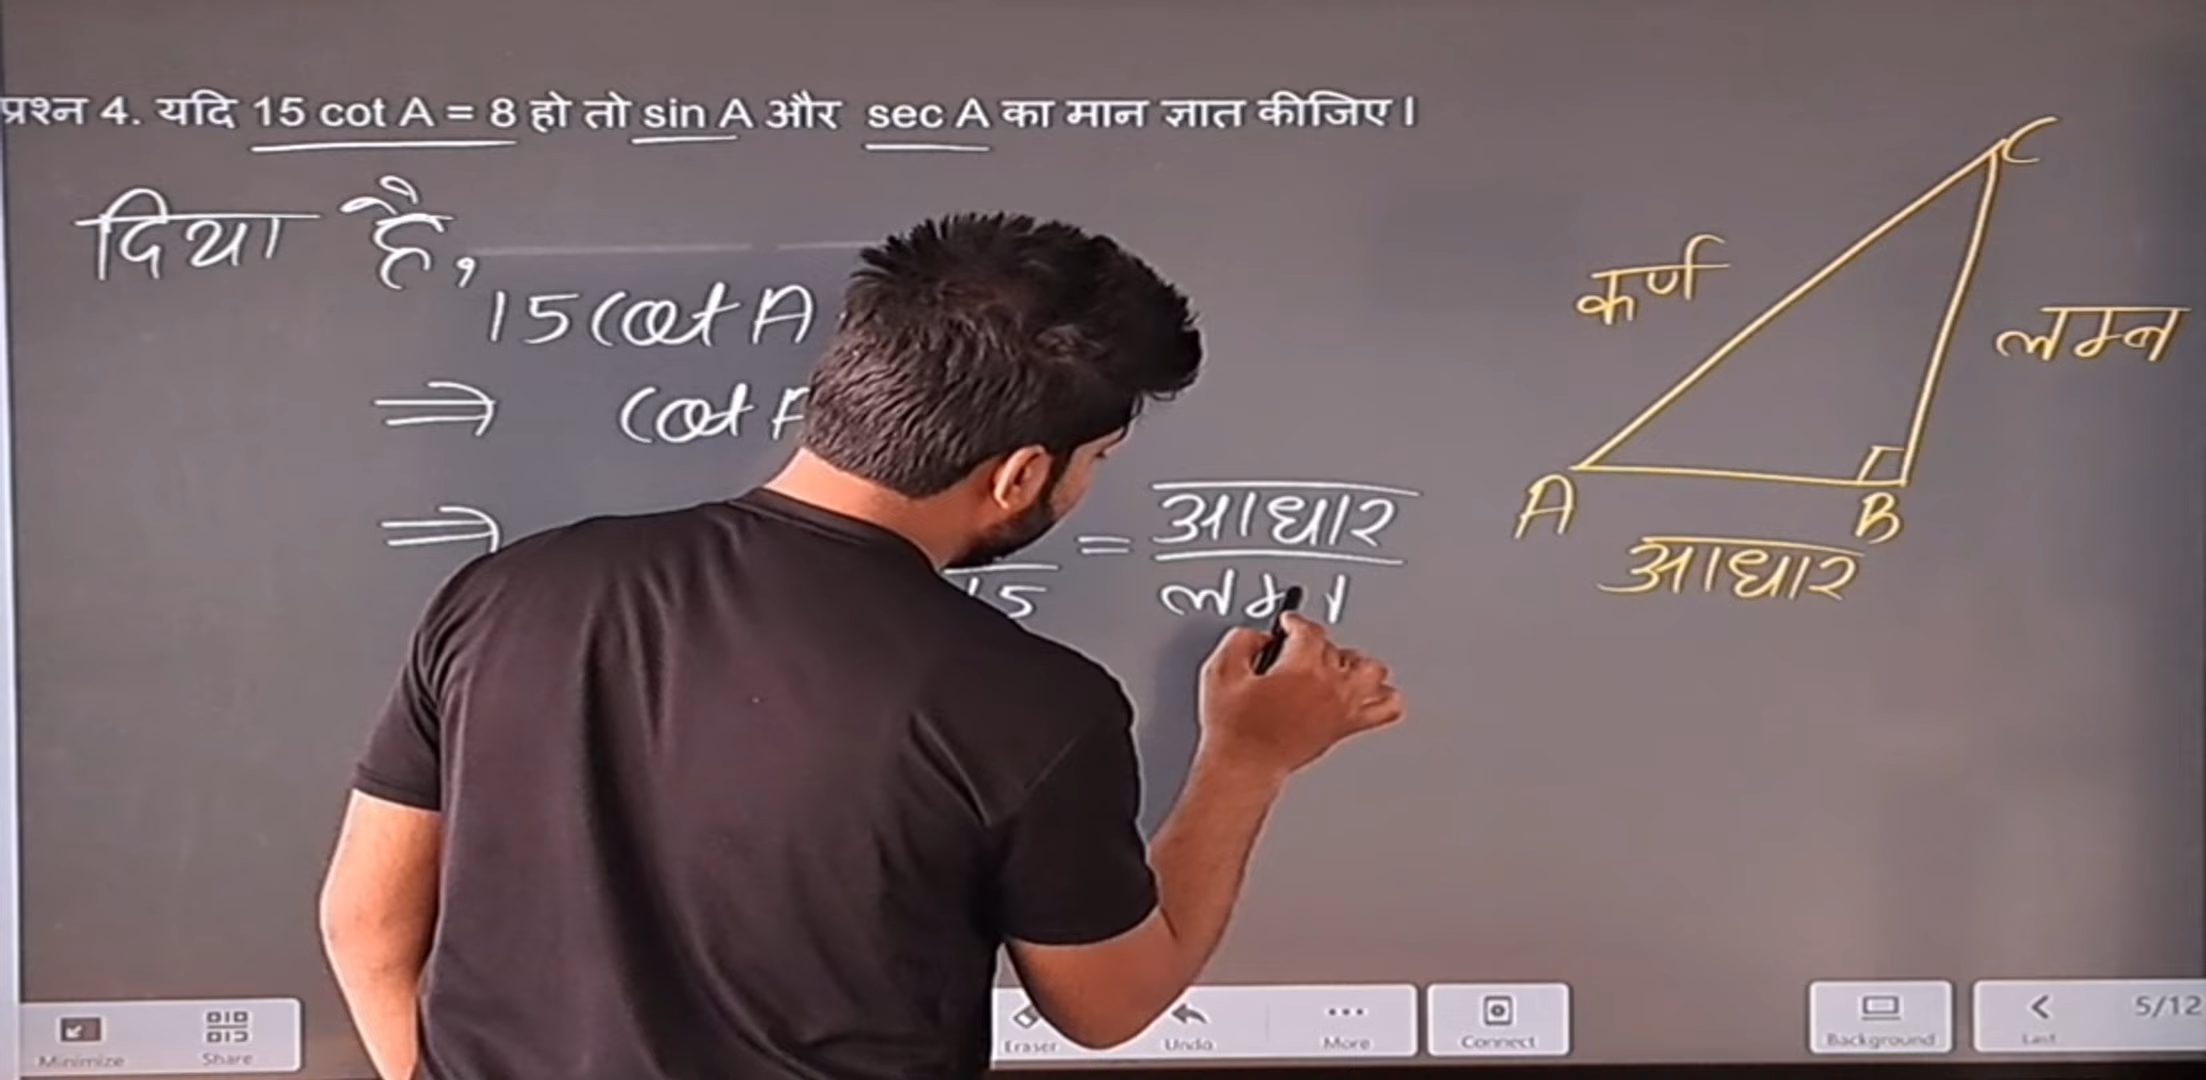 प्रश्न 4. यदि 15 cot A = 8 हो तो sin A और sec A का मान ज्ञात कीजिए।
दिया है,
15 cot A
⇒ cot A
⇒ 15 = आधार
C
कर्ण
लम्ब
A
B
आधार
Minimize
Share
Eraser
Undo
More
Connect
Background
Last
5/12